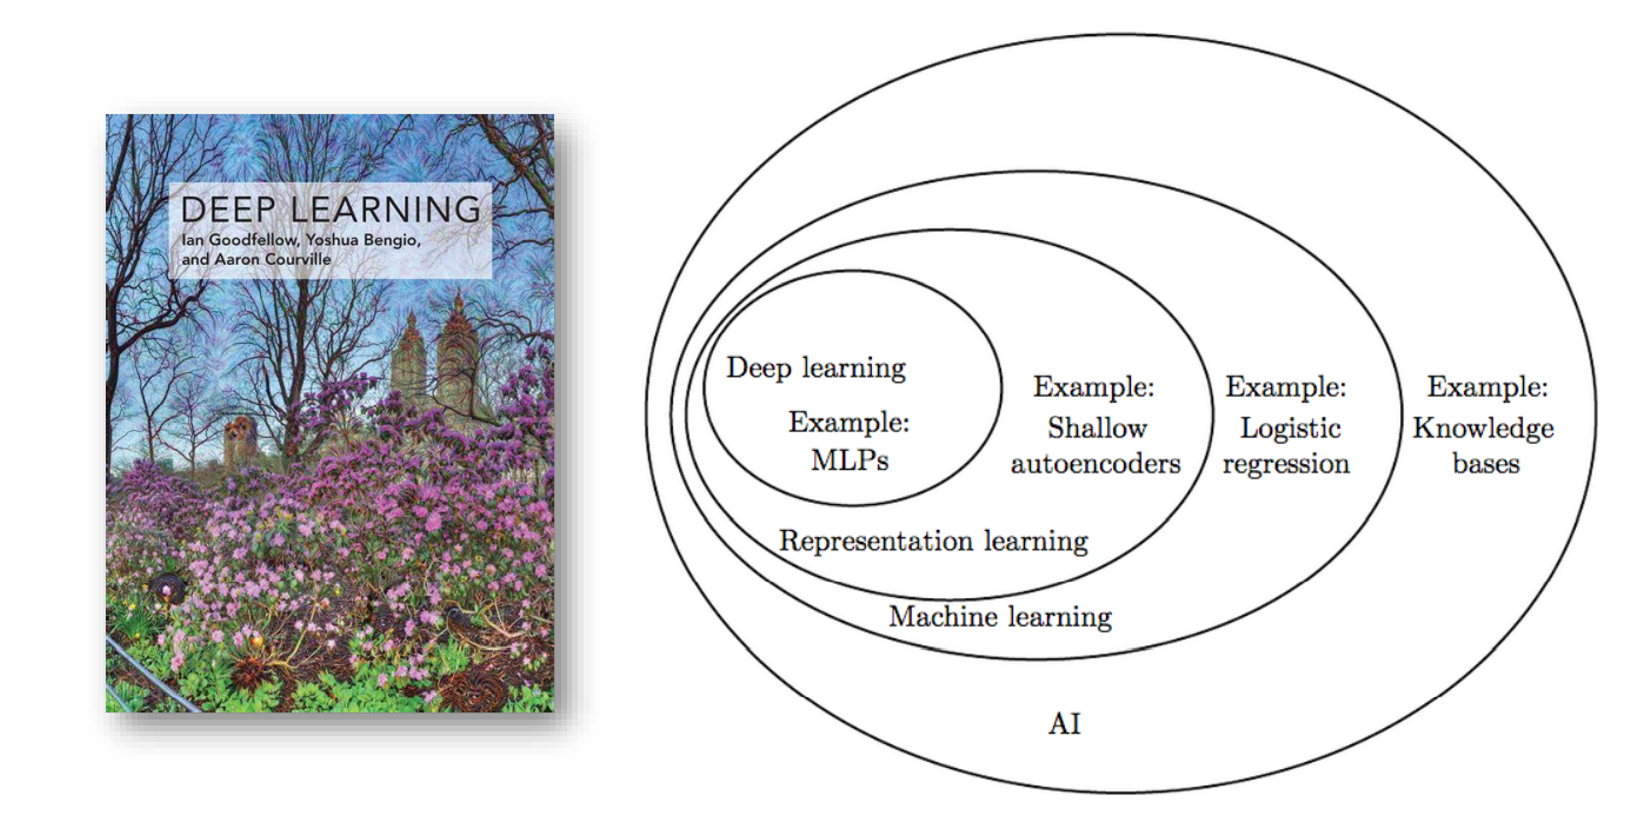 DEEP LEARNING
Ian Goodfellow, Yoshua Bengio,
and Aaron Courville
Deep learning
Example:
MLPs
Example:
Shallow
autoencoders
Example:
Logistic
regression
Example:
Knowledge
bases
Representation learning
Machine learning
AI